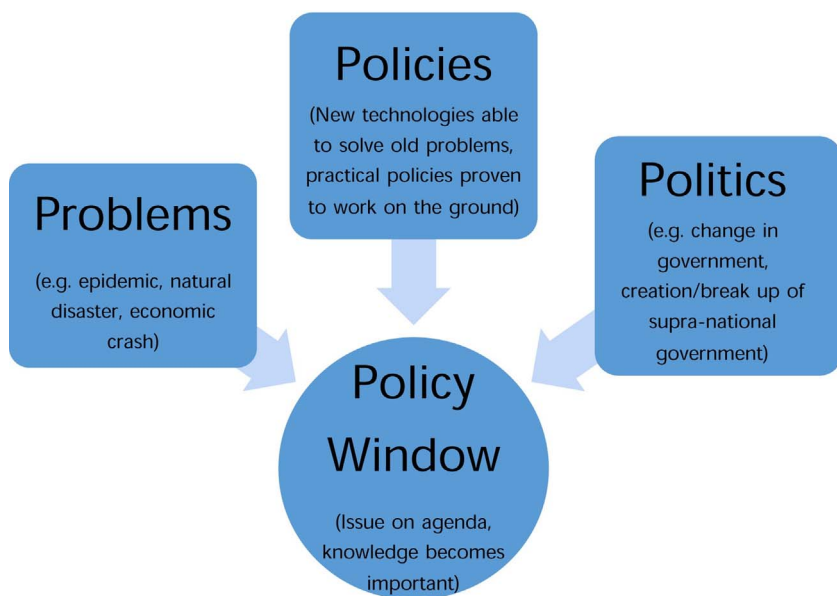 Problems
(e.g. epidemic, natural
disaster, economic
crash)
Policies
(New technologies able
to solve old problems,
practical policies proven
to work on the ground)
Politics
(e.g. change in
government,
creation/break up of
supra-national
government)
Policy
Window
(Issue on agenda,
knowledge becomes
important)